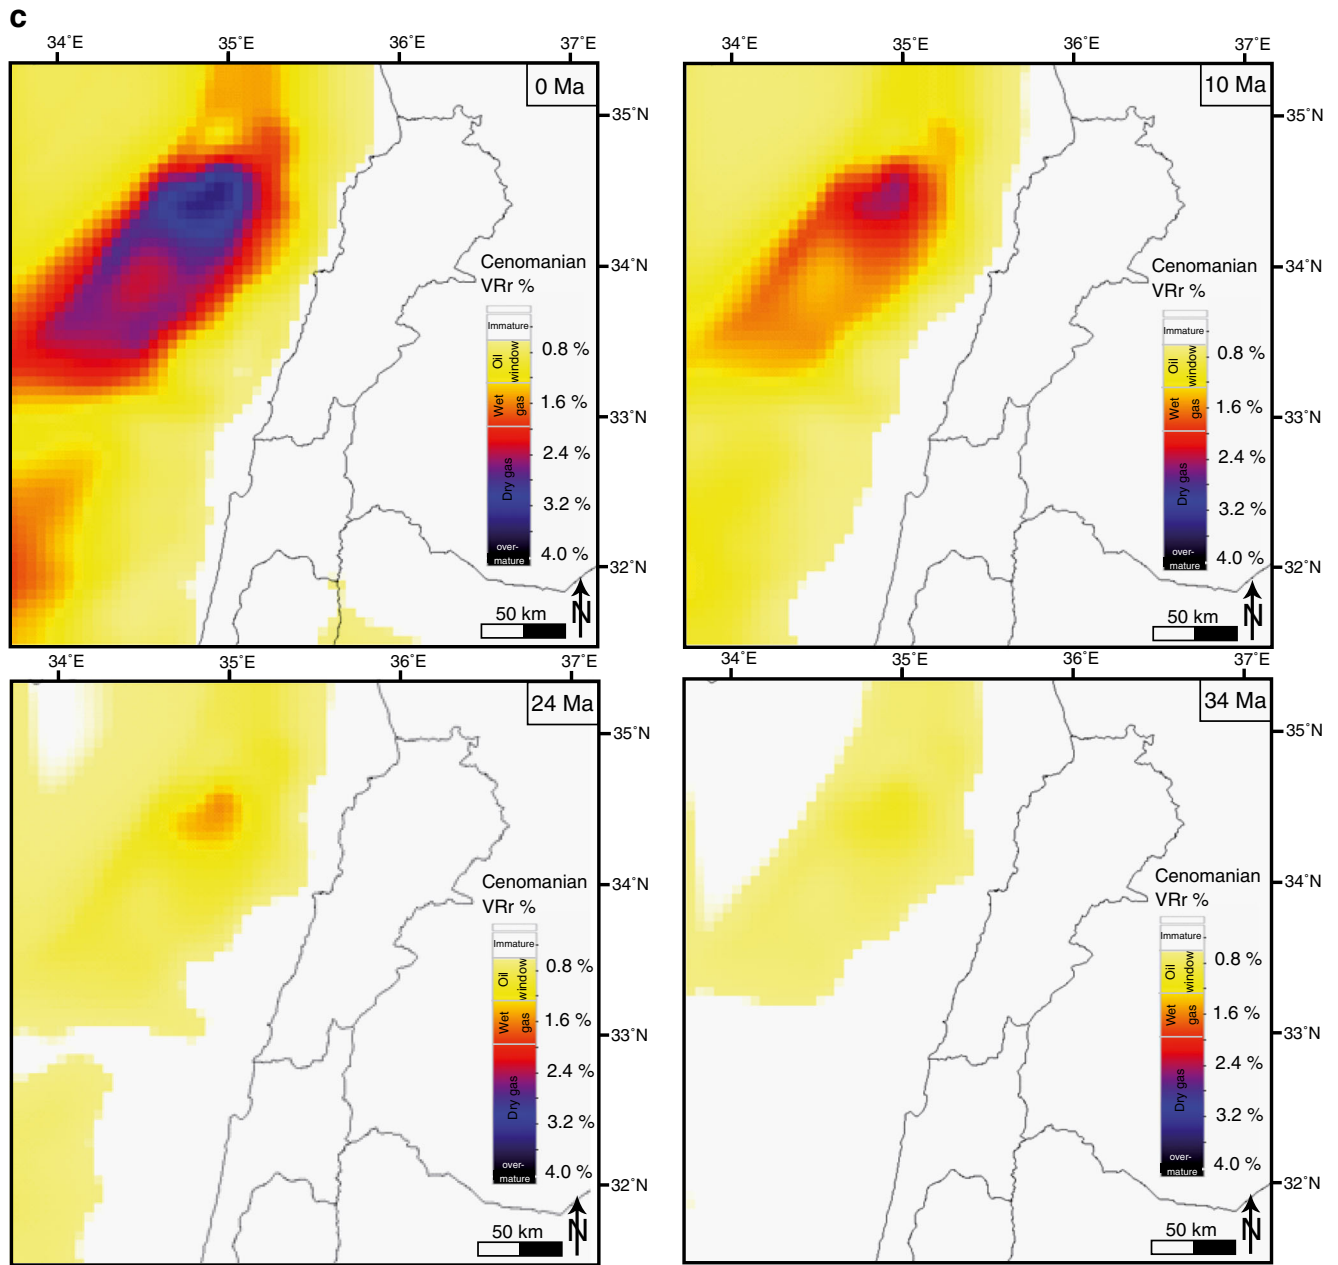 c
34°E 35°E 36°E 37°E
0 Ma
35°N
34°N
33°N
32°N
Cenomanian
VRr %
Immature
Oil window
Wet gas
Dry gas
over-
mature
0.8 %
1.6 %
2.4 %
3.2 %
4.0 %
50 km
N
34°E 35°E 36°E 37°E
10 Ma
35°N
34°N
33°N
32°N
Cenomanian
VRr %
Immature
Oil window
Wet gas
Dry gas
over-
mature
0.8 %
1.6 %
2.4 %
3.2 %
4.0 %
50 km
N
34°E 35°E 36°E 37°E
24 Ma
35°N
34°N
33°N
32°N
Cenomanian
VRr %
Immature
Oil window
Wet gas
Dry gas
over-
mature
0.8 %
1.6 %
2.4 %
3.2 %
4.0 %
50 km
N
34°E 35°E 36°E 37°E
34 Ma
35°N
34°N
33°N
32°N
Cenomanian
VRr %
Immature
Oil window
Wet gas
Dry gas
over-
mature
0.8 %
1.6 %
2.4 %
3.2 %
4.0 %
50 km
N